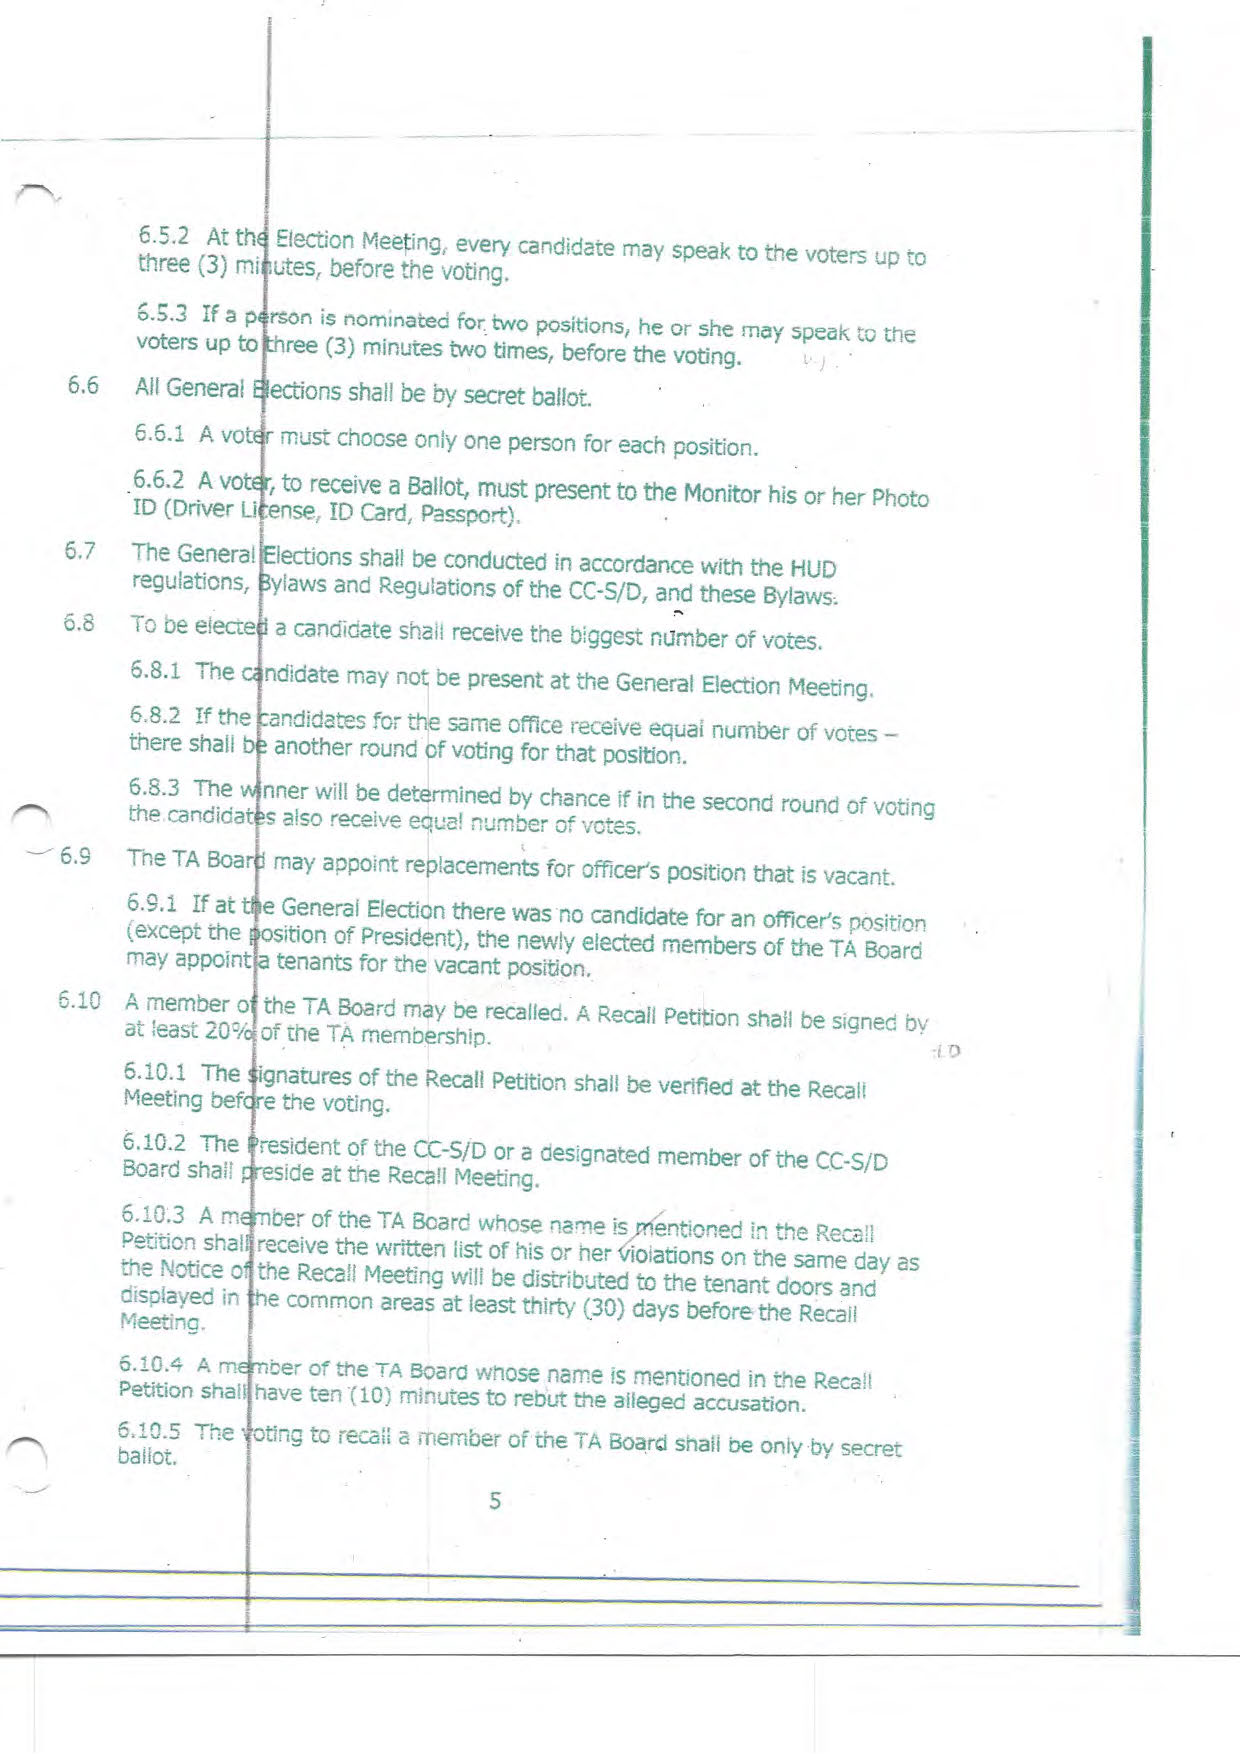 6.5.2 At the Election Meeting, every candidate may speak to the voters up to
three (3) minutes, before the voting.
6.5.3 If a person is nominated for two positions, he or she may speak to the
voters up to three (3) minutes two times, before the voting.
6.6 All General Elections shall be by secret ballot.
6.6.1 A voter must choose only one person for each position.
6.6.2 A voter, to receive a Ballot, must present to the Monitor his or her Photo
ID (Driver License, ID Card, Passport).
6.7 The General Elections shall be conducted in accordance with the HUD
regulations, Bylaws and Regulations of the CC-S/D, and these Bylaws.
6.8 To be elected a candidate shall receive the biggest number of votes.
6.8.1 The candidate may not be present at the General Election Meeting.
6.8.2 If the candidates for the same office receive equal number of votes –
there shall be another round of voting for that position.
6.8.3 The winner will be determined by chance if in the second round of voting
the candidates also receive equal number of votes.
6.9 The TA Board may appoint replacements for officer's position that is vacant.
6.9.1 If at the General Election there was no candidate for an officer's position
(except the position of President), the newly elected members of the TA Board
may appoint a tenants for the vacant position.
6.10 A member of the TA Board may be recalled. A Recall Petition shall be signed by
at least 20% of the TA membership.
6.10.1 The signatures of the Recall Petition shall be verified at the Recall
Meeting before the voting.
6.10.2 The President of the CC-S/D or a designated member of the CC-S/D
Board shall preside at the Recall Meeting.
6.10.3 A member of the TA Board whose name is mentioned in the Recall
Petition shall receive the written list of his or her violations on the same day as
the Notice of the Recall Meeting will be distributed to the tenant doors and
displayed in the common areas at least thirty (30) days before the Recall
Meeting.
6.10.4 A member of the TA Board whose name is mentioned in the Recall
Petition shall have ten (10) minutes to rebut the alleged accusation.
6.10.5 The voting to recall a member of the TA Board shall be only by secret
ballot.
5